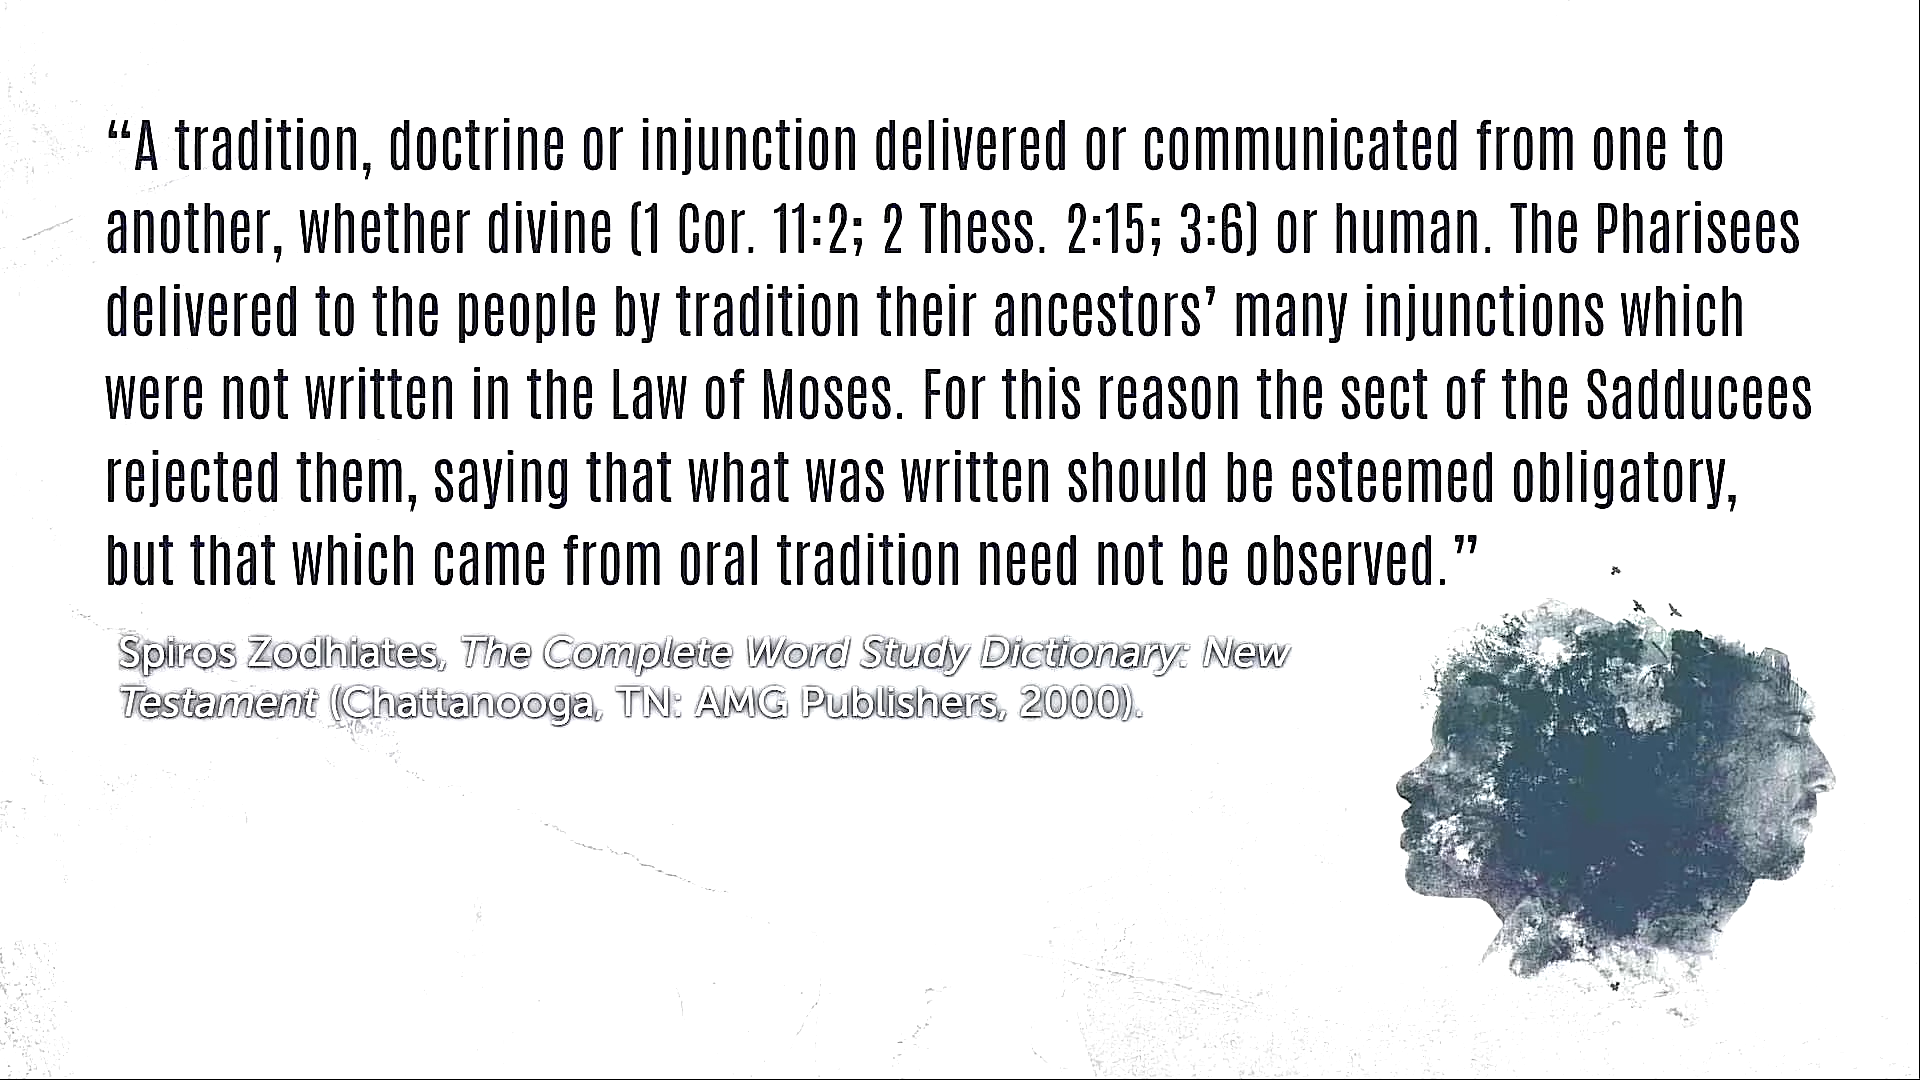 “A tradition, doctrine or injunction delivered or communicated from one to
another, whether divine (1 Cor. 11:2; 2 Thess. 2:15; 3:6) or human. The Pharisees
delivered to the people by tradition their ancestors’ many injunctions which
were not written in the Law of Moses. For this reason the sect of the Sadducees
rejected them, saying that what was written should be esteemed obligatory,
but that which came from oral tradition need not be observed.”
Spiros Zodhiates, The Complete Word Study Dictionary: New
Testament (Chattanooga, TN: AMG Publishers, 2000).